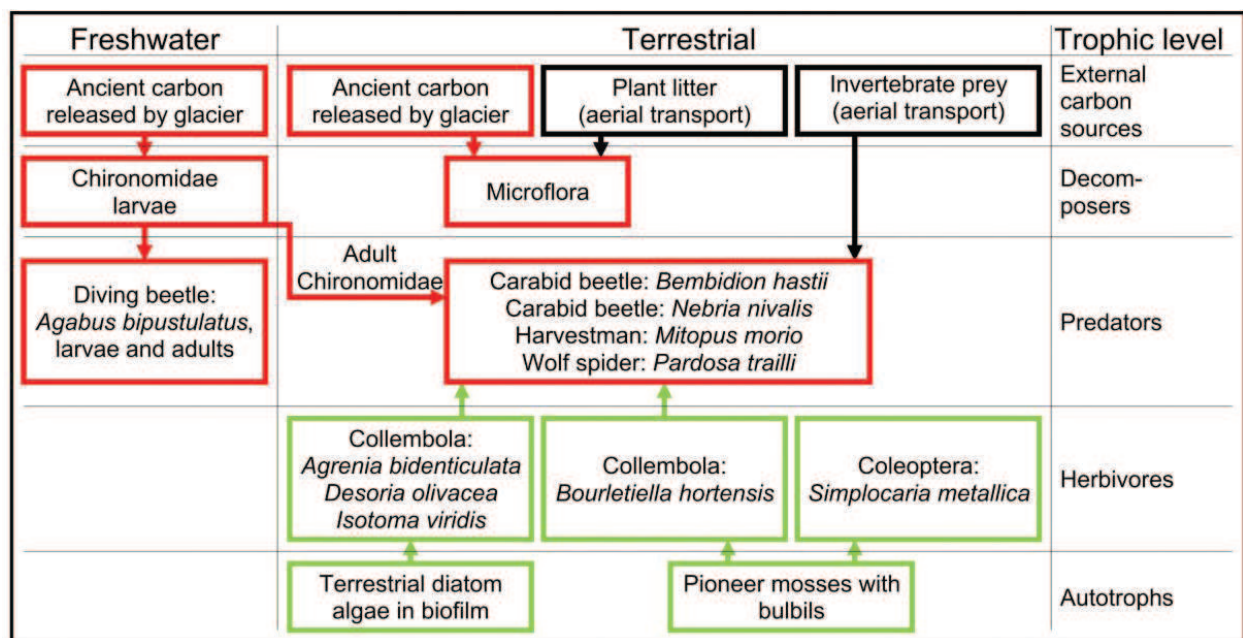 Freshwater
Terrestrial
Trophic level
Ancient carbon
released by glacier
Ancient carbon
released by glacier
Plant litter
(aerial transport)
Invertebrate prey
(aerial transport)
External
carbon
sources
Chironomidae
larvae
Microflora
Decom-
posers
Adult
Chironomidae
Diving beetle:
Agabus bipustulatus,
larvae and adults
Carabid beetle: Bembidion hastii
Carabid beetle: Nebria nivalis
Harvestman: Mitopus morio
Wolf spider: Pardosa trailli
Predators
Collembola:
Agrenia bidenticulata
Desoria olivacea
Isotoma viridis
Collembola:
Bourletiella hortensis
Coleoptera:
Simplocaria metallica
Herbivores
Terrestrial diatom
algae in biofilm
Pioneer mosses with
bulbils
Autotrophs